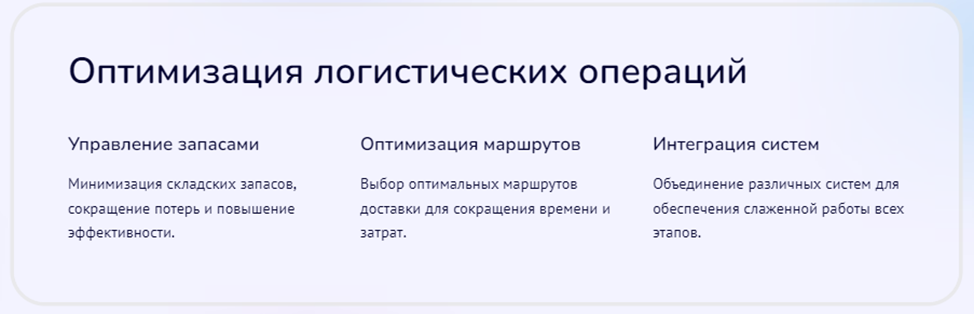 Оптимизация логистических операций
Управление запасами
Минимизация складских запасов,
сокращение потерь и повышение
эффективности.
Оптимизация маршрутов
Выбор оптимальных маршрутов
доставки для сокращения времени и
затрат.
Интеграция систем
Объединение различных систем для
обеспечения слаженной работы всех
этапов.